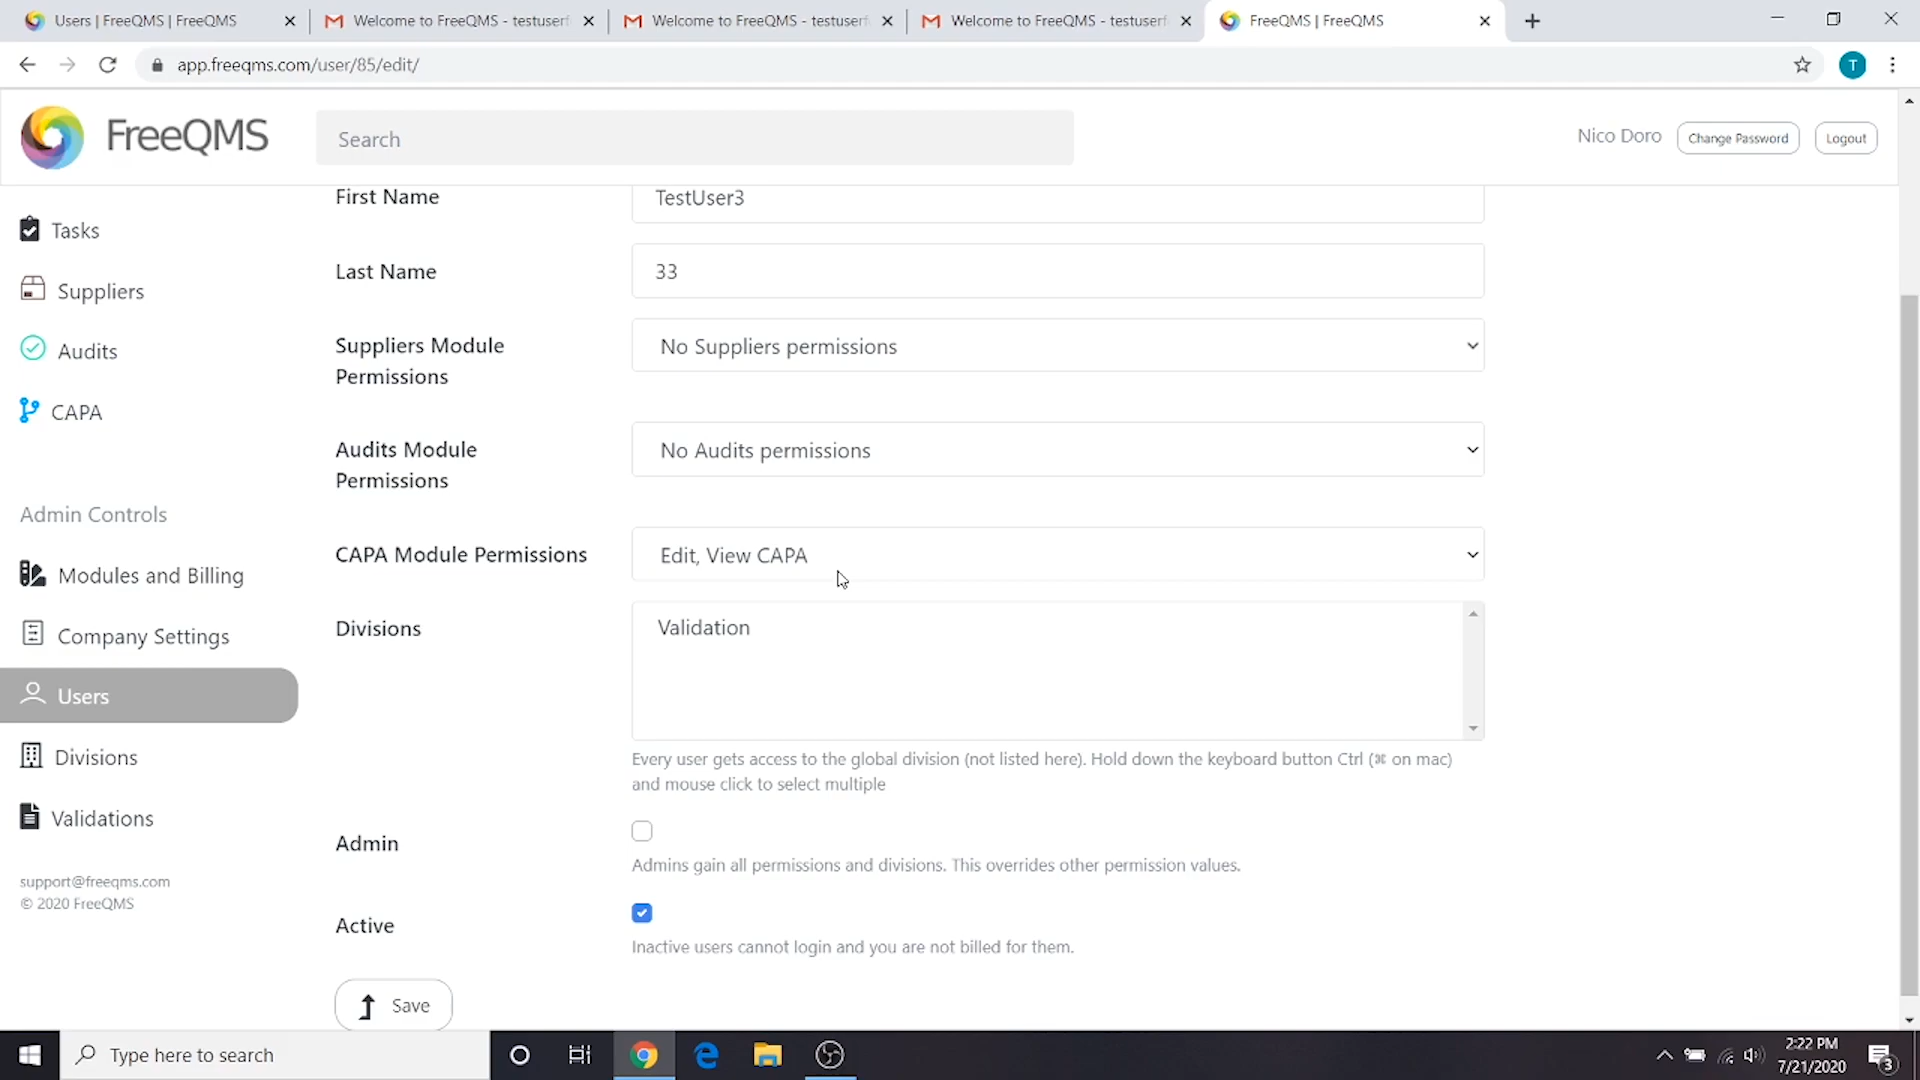 Users | FreeQMS | FreeQMS
Welcome to FreeQMS - testuserf
Welcome to FreeQMS - testuserf
Welcome to FreeQMS - testuserf
FreeQMS | FreeQMS
app.freeqms.com/user/85/edit/
T
FreeQMS
Search
Nico Doro
Change Password
Logout
Tasks
Suppliers
Audits
CAPA
Admin Controls
Modules and Billing
Company Settings
Users
Divisions
Validations
support@freeqms.com
© 2020 FreeQMS
First Name
TestUser3
Last Name
33
Suppliers Module
Permissions
No Suppliers permissions
Audits Module
Permissions
No Audits permissions
CAPA Module Permissions
Edit, View CAPA
Divisions
Validation
Every user gets access to the global division (not listed here). Hold down the keyboard button Ctrl (⌘ on mac)
and mouse click to select multiple
Admin
Admins gain all permissions and divisions. This overrides other permission values.
Active
Inactive users cannot login and you are not billed for them.
Save
Type here to search
2:22 PM
7/21/2020
3